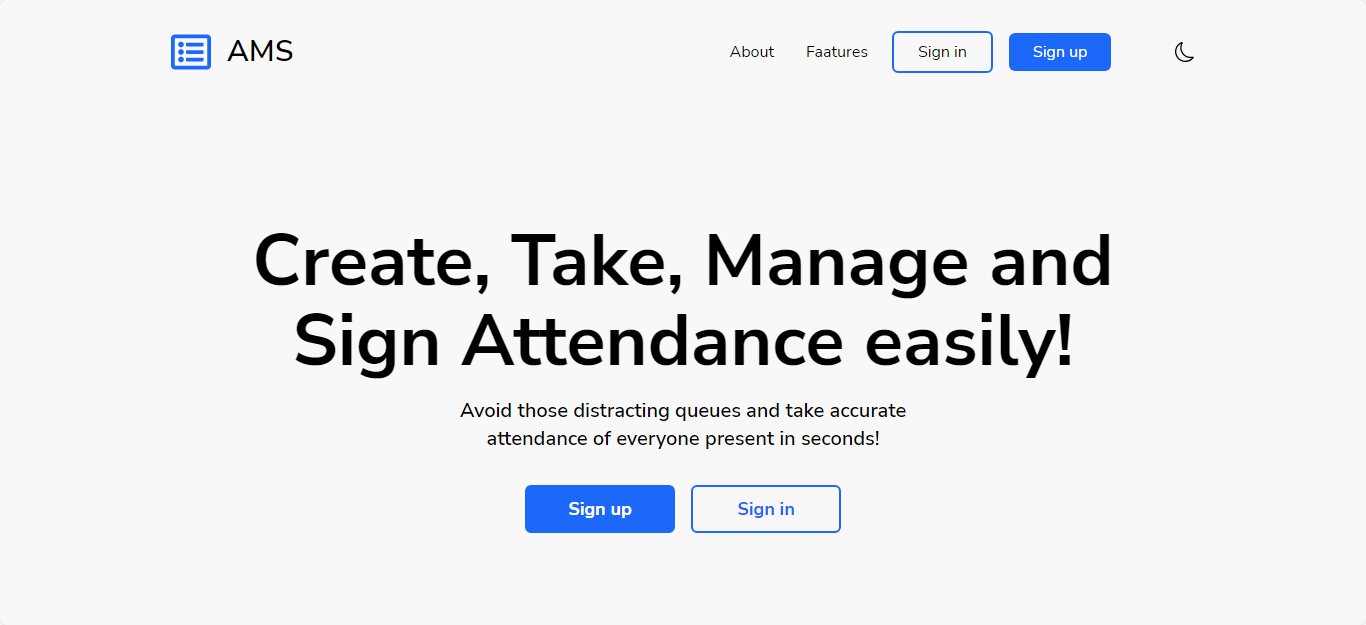 AMS
About
Faatures
Sign in
Sign up
Create, Take, Manage and
Sign Attendance easily!
Avoid those distracting queues and take accurate
attendance of everyone present in seconds!
Sign up
Sign in